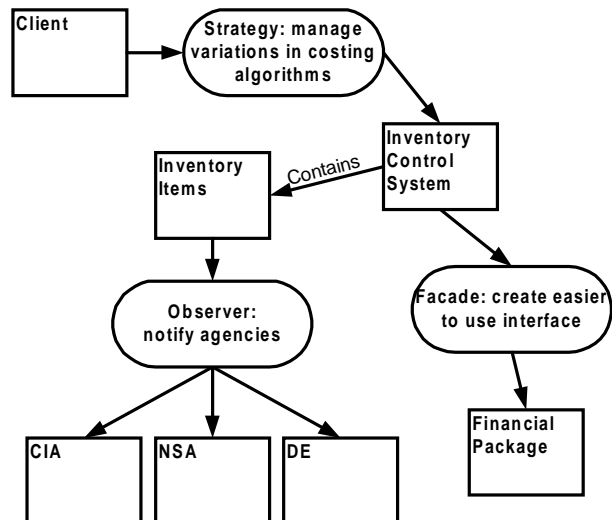 Client
Strategy: manage
variations in costing
algorithms
Inventory
Control
System
Contains
Inventory
Items
Observer:
notify agencies
Facade: create easier
to use interface
CIA
NSA
DE
Financial
Package